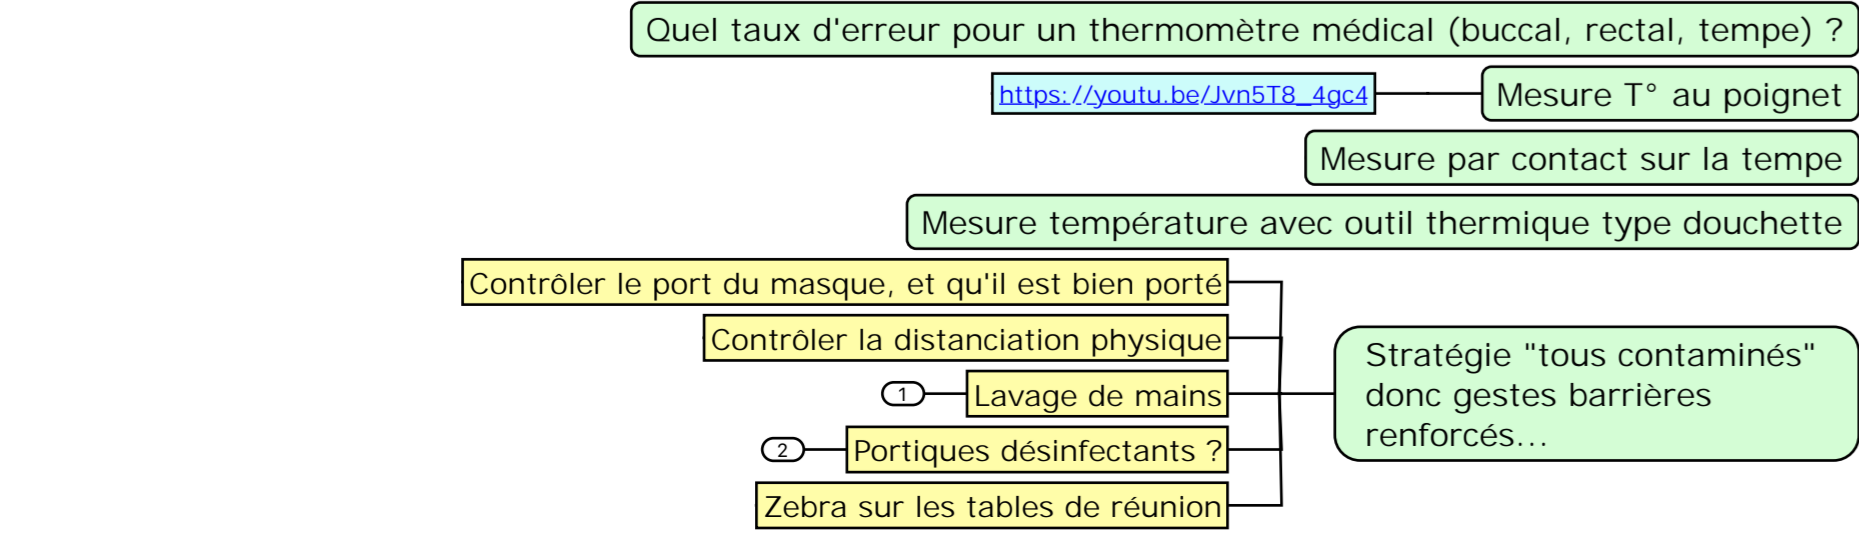 Quel taux d'erreur pour un thermomètre médical (buccal, rectal, tempe) ?
https://youtu.be/Jvn5T8_4gc4
Mesure T° au poignet
Mesure par contact sur la tempe
Mesure température avec outil thermique type douchette
Contrôler le port du masque, et qu'il est bien porté
Contrôler la distanciation physique
1
Lavage de mains
2
Portiques désinfectants ?
Zebra sur les tables de réunion
Stratégie "tous contaminés"
donc gestes barrières
renforcés...